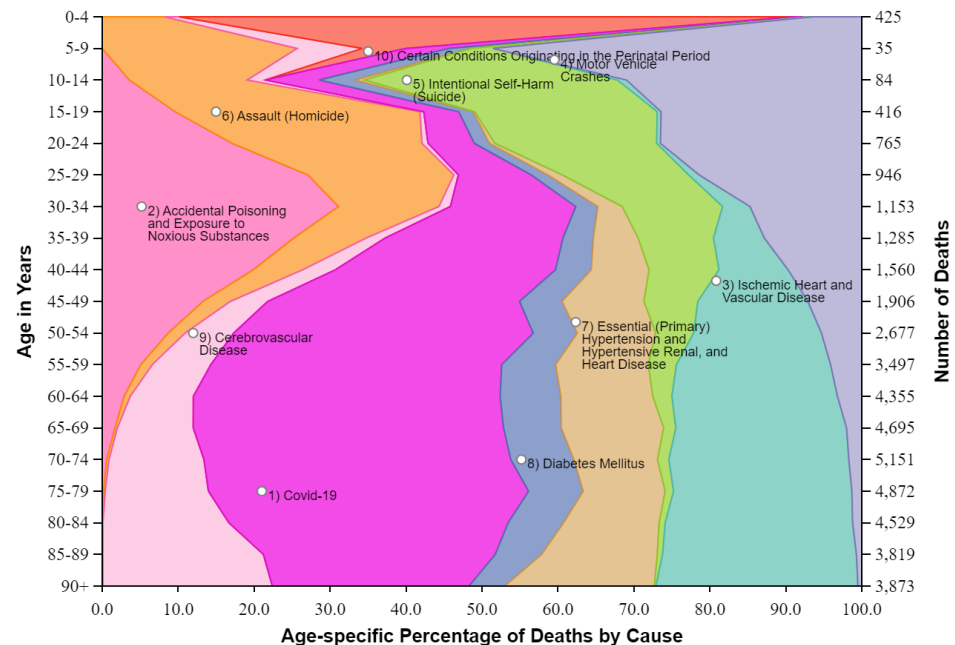 0-4
425
5-9
35
10) Certain Conditions Originating in the Perinatal Period
4) Motor Vehicle
Crashes
10-14
84
5) Intentional Self-Harm
(Suicide)
15-19
416
6) Assault (Homicide)
20-24
765
25-29
946
30-34
1,153
2) Accidental Poisoning
and Exposure to
Noxious Substances
35-39
1,285
40-44
1,560
3) Ischemic Heart and
Vascular Disease
45-49
1,906
50-54
2,677
7) Essential (Primary)
Hypertension and
Hypertensive Renal, and
Heart Disease
9) Cerebrovascular
Disease
55-59
3,497
60-64
4,355
65-69
4,695
70-74
5,151
8) Diabetes Mellitus
75-79
4,872
1) Covid-19
80-84
4,529
85-89
3,819
90+
3,873
Age in Years
Number of Deaths
0.0 10.0 20.0 30.0 40.0 50.0 60.0 70.0 80.0 90.0 100.0
Age-specific Percentage of Deaths by Cause